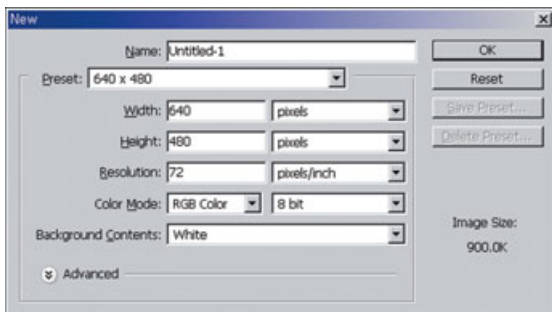 New
Name: Untitled-1
OK
Preset: 640 x 480
Reset
Width: 640 pixels
Save Preset...
Height: 480 pixels
Delete Preset...
Resolution: 72 pixels/inch
Color Mode: RGB Color 8 bit
Image Size:
Background Contents: White
900.0K
Advanced